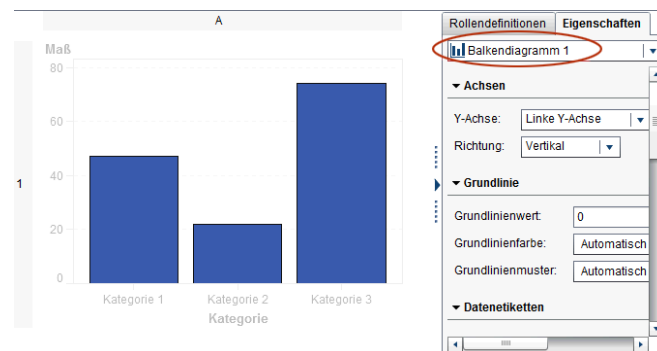 A
1
Maß
80
60
40
20
0
Kategorie 1 Kategorie 2 Kategorie 3
Kategorie
Rollendefinitionen Eigenschaften
Balkendiagramm 1
Achsen
Y-Achse: Linke Y-Achse
Richtung: Vertikal
Grundlinie
Grundlinienwert: 0
Grundlinienfarbe: Automatisch
Grundlinienmuster: Automatisch
Datenetiketten